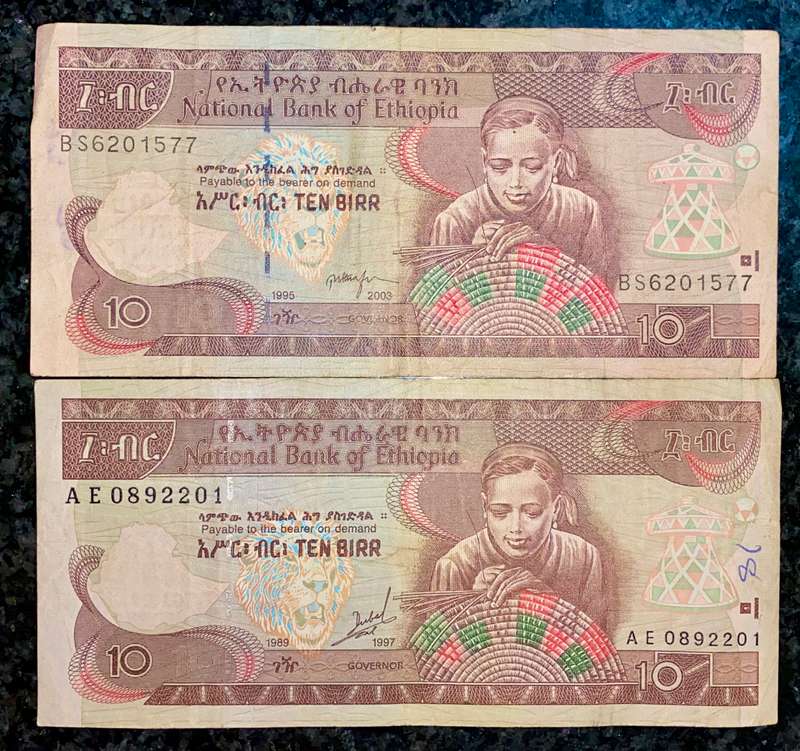 የኢትዮጵያ ብሔራዊ ባንክ
፲፡ብር National Bank of Ethiopia ፲፡ብር
BS6201577
ላምጭው እንዲከፈል ሕግ ያስገድዳል ፡፡
Payable to the bearer on demand
አሥር፡ ብር፡ TEN BIRR
BS6201577
1995 2003
10 ገዥ GOVERNOR 10
የኢትዮጵያ ብሔራዊ ባንክ
፲፡ብር National Bank of Ethiopia ፲፡ብር
AE0892201
ላምጭው እንዲከፈል ሕግ ያስገድዳል ፡፡
Payable to the bearer on demand
አሥር፡ ብር፡ TEN BIRR
AE0892201
1989 1997
10 ገዥ GOVERNOR 10